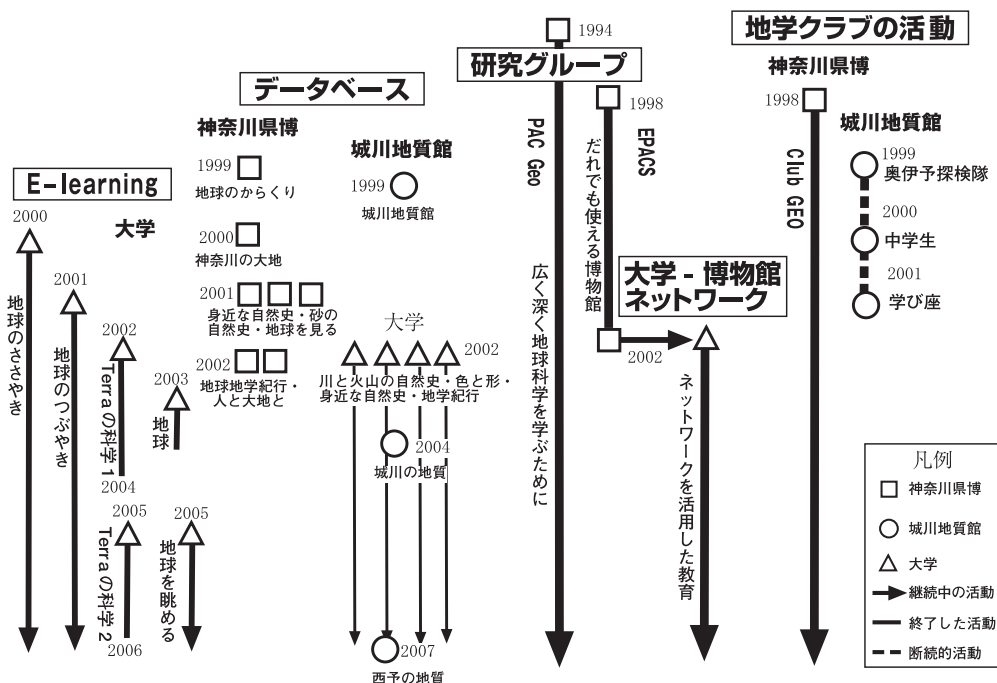 E-learning
2000
地球のささやき
2001
地球のつぶやき
大学
2002
Terraの科学1
2004
2003
地球
2005
Terraの科学2
2006
2005
地球を眺める
データベース
神奈川県博
1999
地球のからくり
2000
神奈川の大地
2001
身近な自然史・砂の
自然史・地球を見る
2002
地球地学紀行・
人と大地と
城川地質館
1999
城川地質館
大学
2002
川と火山の自然史・色と形・
身近な自然史・地学紀行
2004
城川の地質
2007
西予の地質
1994
研究グループ
PAC Geo
広く深く地球科学を学ぶために
1998
EPACS
だれでも使える博物館
2002
大学 - 博物館
ネットワーク
ネットワークを活用した教育
地学クラブの活動
神奈川県博
1998
Club GEO
城川地質館
1999
奥伊予探検隊
2000
中学生
2001
学び座
凡例
神奈川県博
城川地質館
大学
継続中の活動
終了した活動
断続的活動